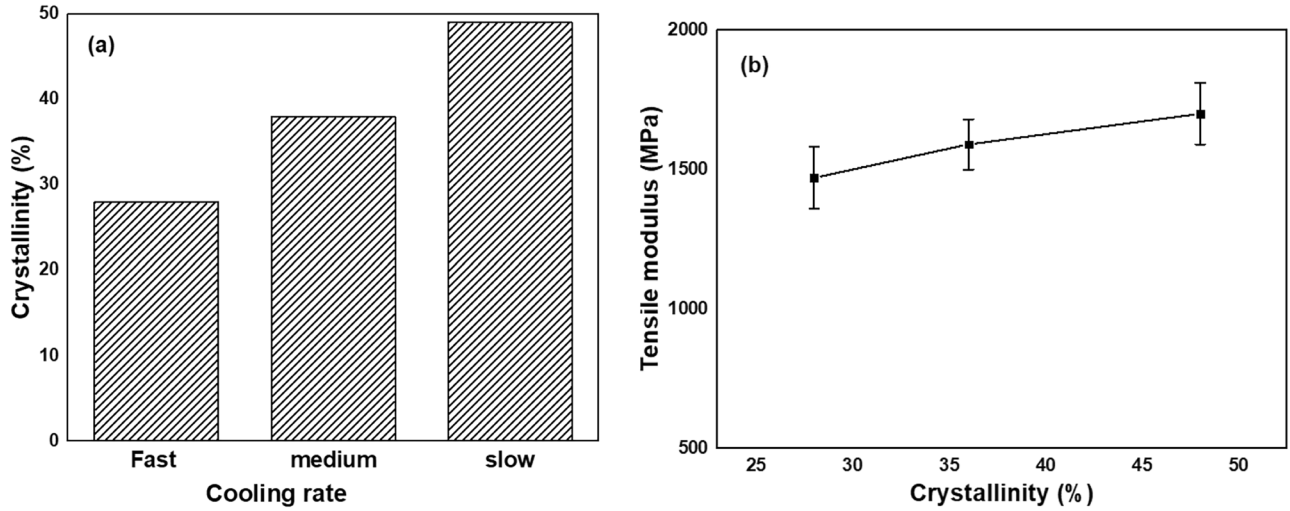 (a)
Crystallinity (%)
50
40
30
20
10
0
Fast medium slow
Cooling rate
(b)
Tensile modulus (MPa)
2000
1500
1000
500
25 30 35 40 45 50
Crystallinity (%)